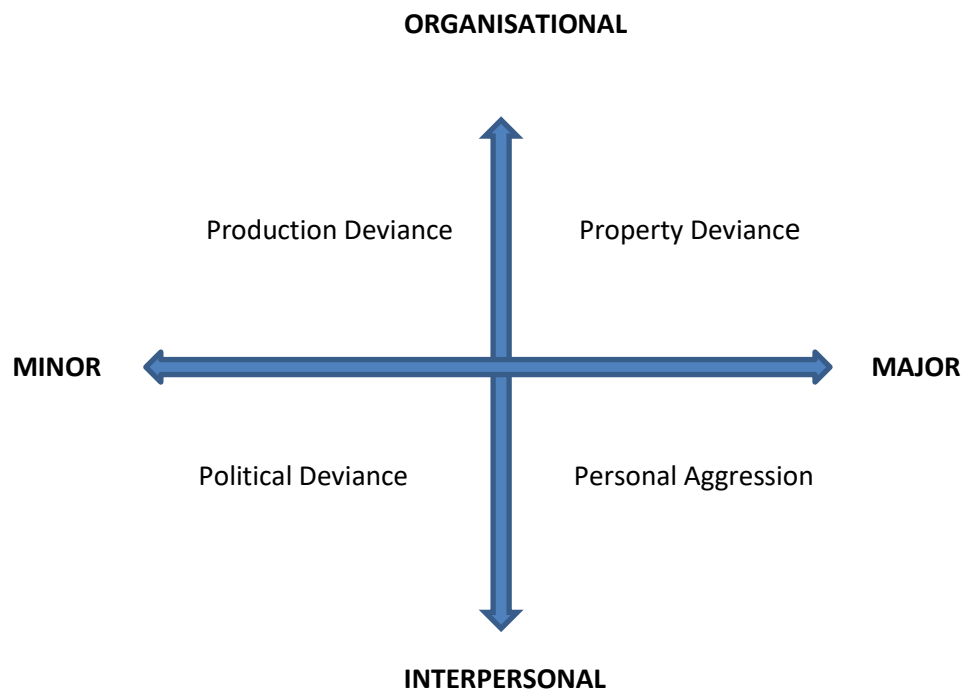 ORGANISATIONAL
Production Deviance
Property Deviance
MINOR
MAJOR
Political Deviance
Personal Aggression
INTERPERSONAL